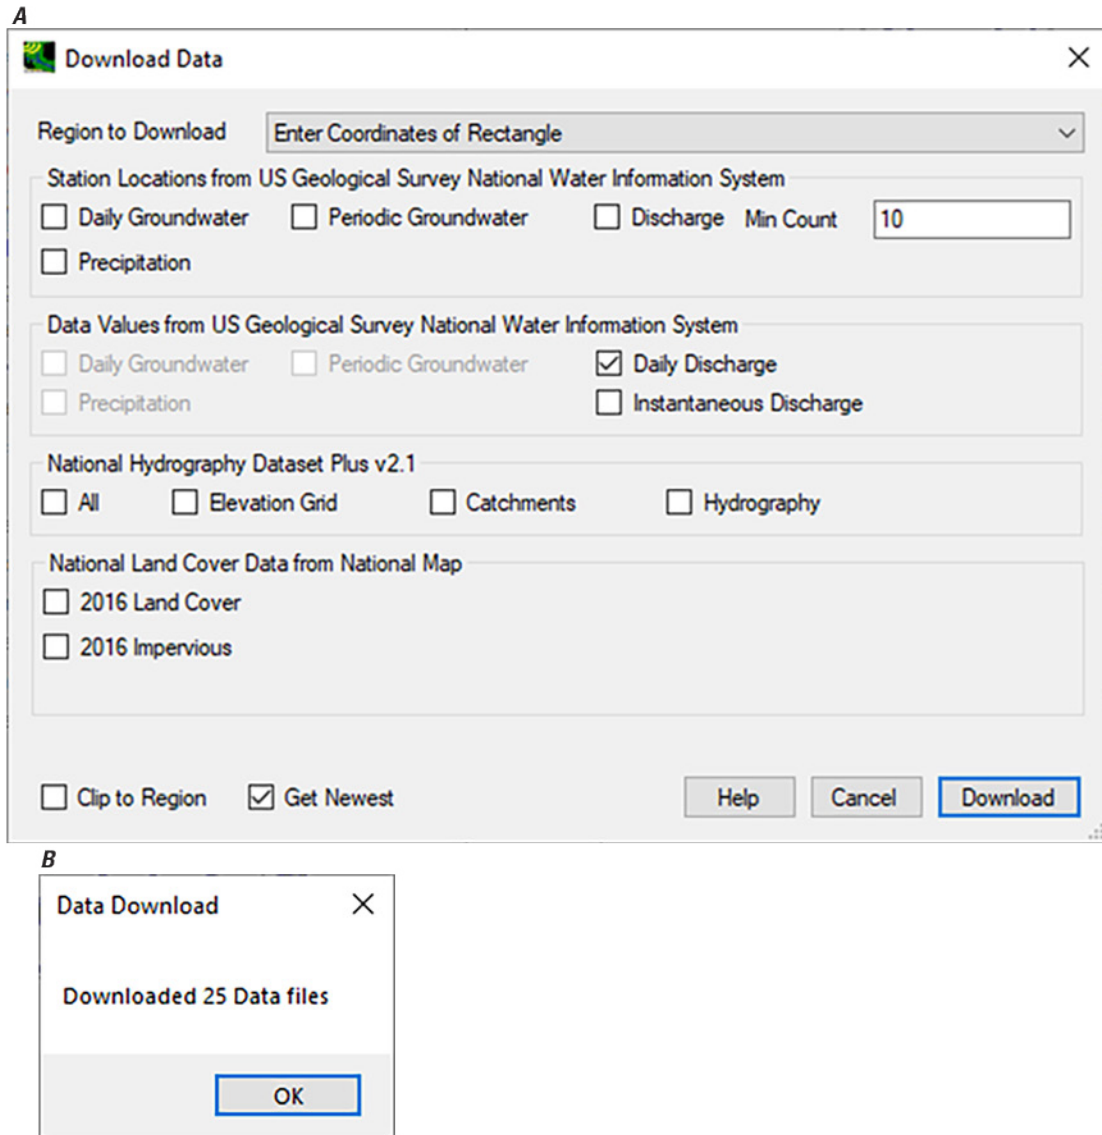 A
Download Data
Region to Download Enter Coordinates of Rectangle
Station Locations from US Geological Survey National Water Information System
Daily Groundwater Periodic Groundwater Discharge Min Count 10
Precipitation
Data Values from US Geological Survey National Water Information System
Daily Groundwater Periodic Groundwater Daily Discharge
Precipitation Instantaneous Discharge
National Hydrography Dataset Plus v2.1
All Elevation Grid Catchments Hydrography
National Land Cover Data from National Map
2016 Land Cover
2016 Impervious
Clip to Region Get Newest Help Cancel Download
B
Data Download
Downloaded 25 Data files
OK